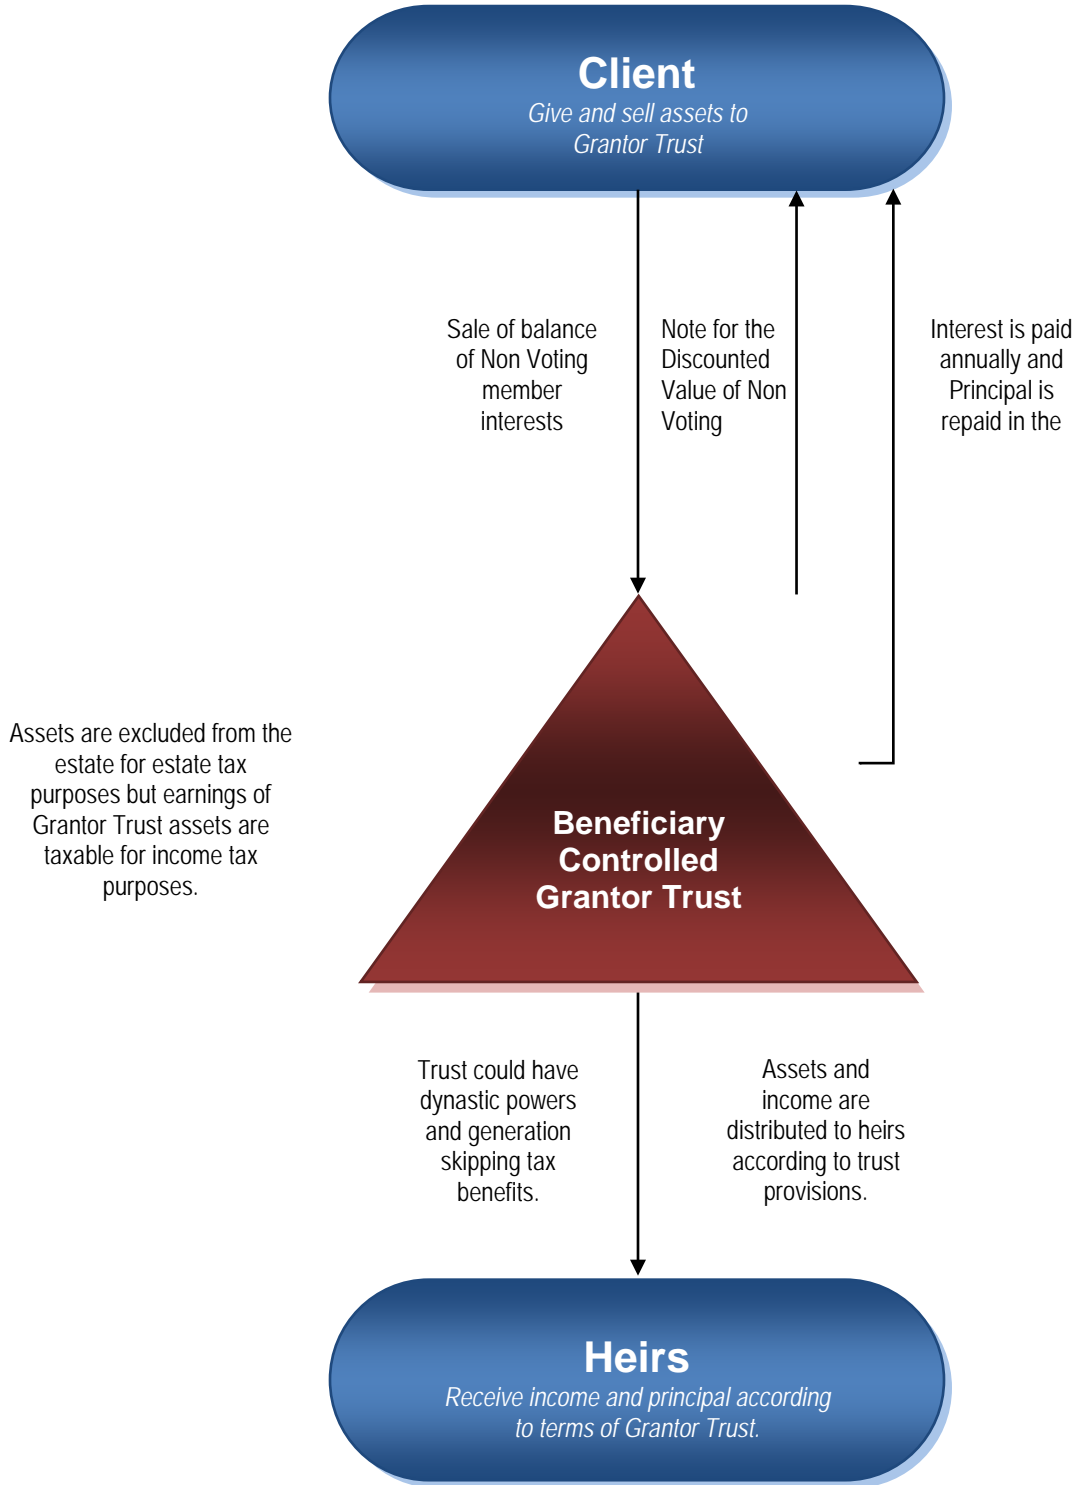 Client
Give and sell assets to
Grantor Trust
Sale of balance
of Non Voting
member
interests
Note for the
Discounted
Value of Non
Voting
Interest is paid
annually and
Principal is
repaid in the
Assets are excluded from the
estate for estate tax
purposes but earnings of
Grantor Trust assets are
taxable for income tax
purposes.
Beneficiary
Controlled
Grantor Trust
Trust could have
dynastic powers
and generation
skipping tax
benefits.
Assets and
income are
distributed to heirs
according to trust
provisions.
Heirs
Receive income and principal according
to terms of Grantor Trust.